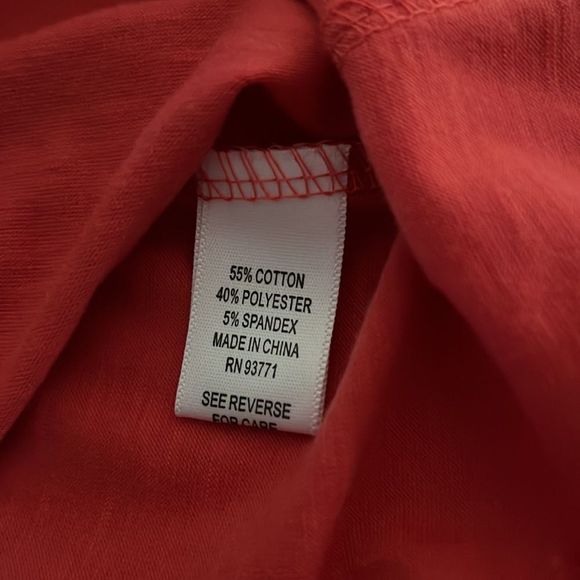 55% COTTON
40% POLYESTER
5% SPANDEX
MADE IN CHINA
RN 93771
SEE REVERSE
FOR CARE